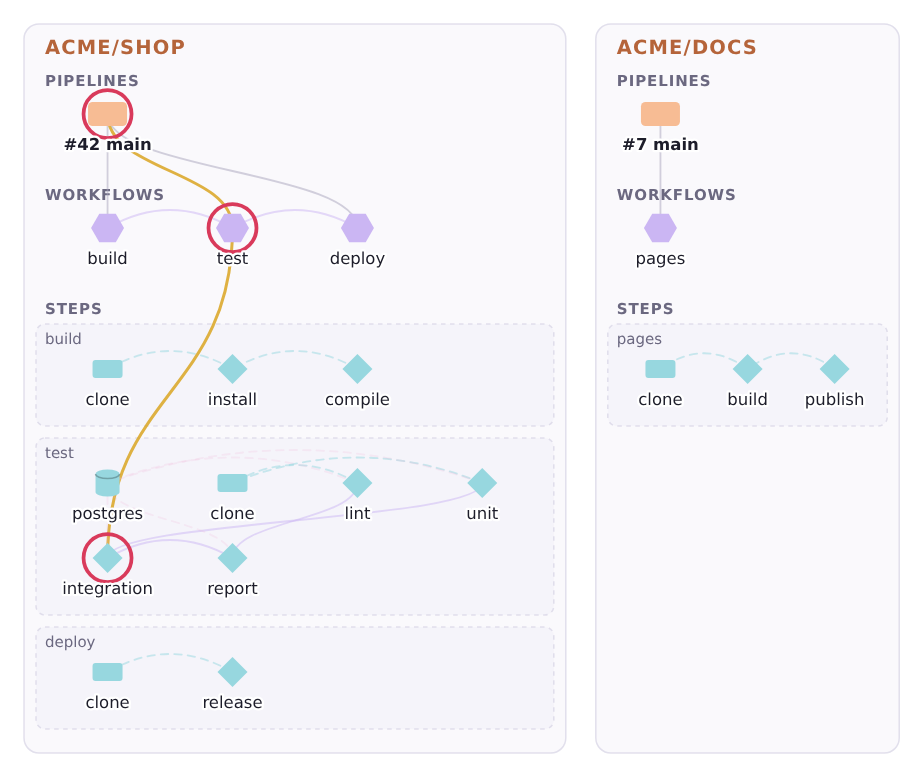 ACME/SHOP
PIPELINES
#42 main
WORKFLOWS
build
test
deploy
STEPS
build
clone
install
compile
test
postgres
clone
lint
unit
integration
report
deploy
clone
release
ACME/DOCS
PIPELINES
#7 main
WORKFLOWS
pages
STEPS
pages
clone
build
publish